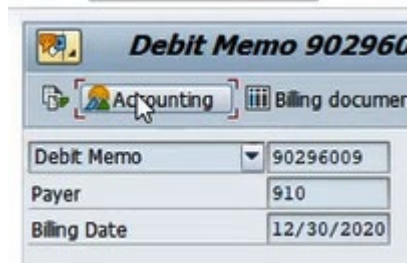 Debit Memo 902960
Accounting Billing documen
Debit Memo 90296009
Payer 910
Billing Date 12/30/2020